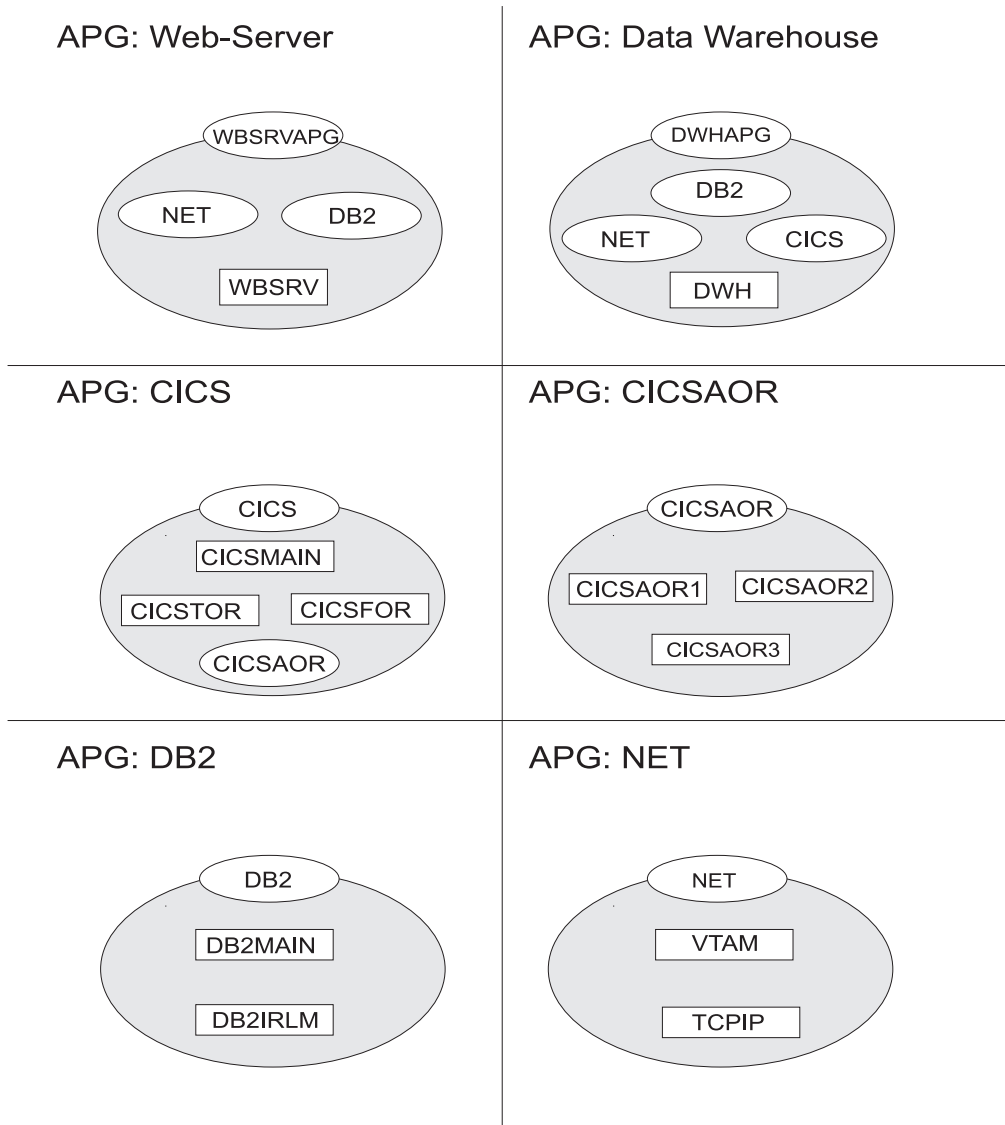 APG: Web-Server
WBSRVAPG
NET
DB2
WBSRV
APG: Data Warehouse
DWHAPG
DB2
NET
CICS
DWH
APG: CICS
CICS
CICSMAIN
CICSTOR
CICSFOR
CICSAOR
APG: CICSAOR
CICSAOR
CICSAOR1
CICSAOR2
CICSAOR3
APG: DB2
DB2
DB2MAIN
DB2IRLM
APG: NET
NET
VTAM
TCPIP